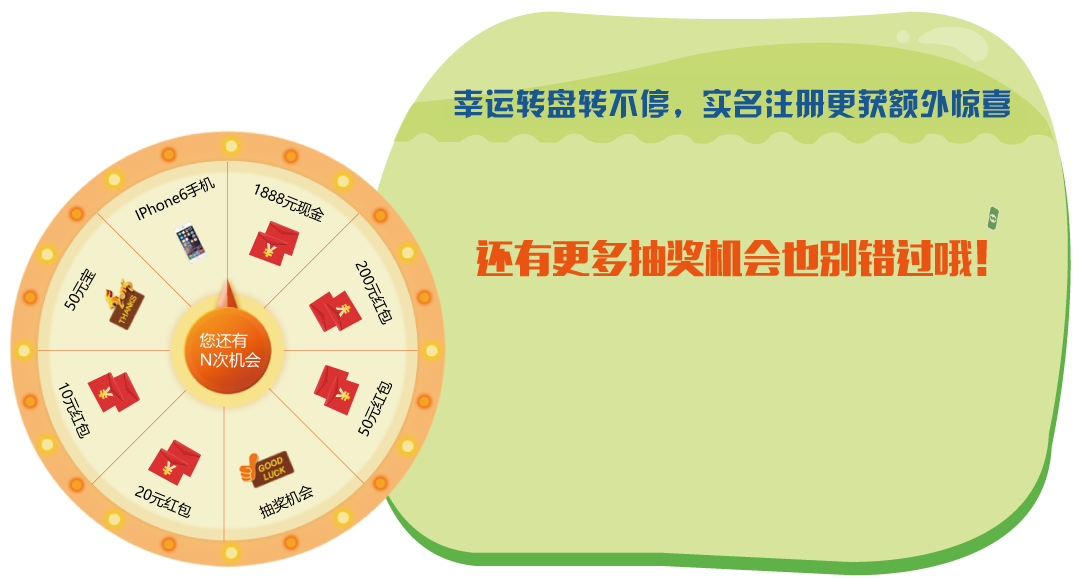 幸运转盘转不停，实名注册更获额外惊喜
还有更多抽奖机会也别错过哦！
IPhone6手机
1888元现金
200元红包
50元红包
抽奖机会
GOOD
LUCK
20元红包
10元红包
50元宝
THANKS
您还有
N次机会